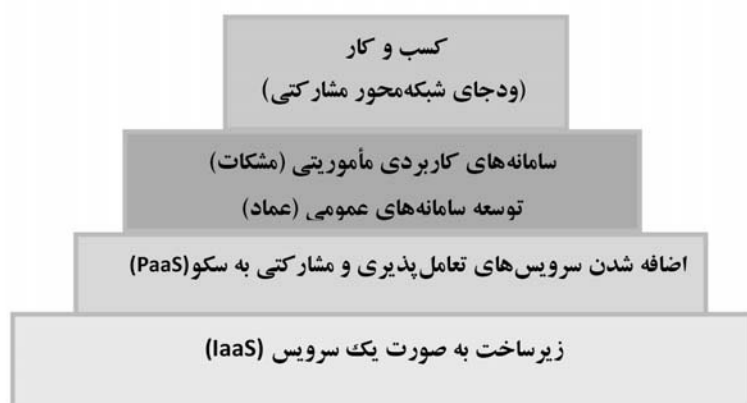 کسب و کار
(ودجای شبکه‌محور مشارکتی)
سامانه‌های کاربردی مأموریتی (مشکات)
توسعه سامانه‌های عمومی (عماد)
اضافه شدن سرویس‌های تعامل‌پذیری و مشارکتی به سکو(PaaS)
زیرساخت به صورت یک سرویس (IaaS)